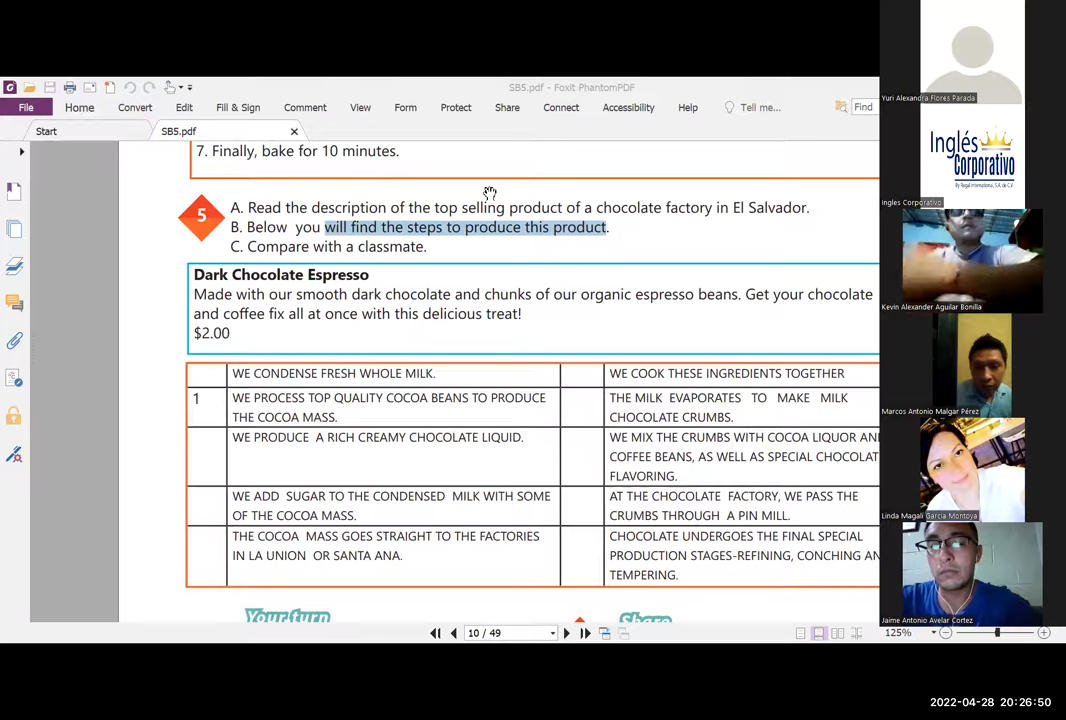 SB5.pdf - Foxit PhantomPDF
File Home Convert Edit Fill & Sign Comment View Form Protect Share Connect Accessibility Help Tell me... Find
Start SB5.pdf
7. Finally, bake for 10 minutes.
5
A. Read the description of the top selling product of a chocolate factory in El Salvador.
B. Below you will find the steps to produce this product.
C. Compare with a classmate.
Dark Chocolate Espresso
Made with our smooth dark chocolate and chunks of our organic espresso beans. Get your chocolate
and coffee fix all at once with this delicious treat!
$2.00
WE CONDENSE FRESH WHOLE MILK.
WE COOK THESE INGREDIENTS TOGETHER
1
WE PROCESS TOP QUALITY COCOA BEANS TO PRODUCE
THE COCOA MASS.
THE MILK EVAPORATES TO MAKE MILK
CHOCOLATE CRUMBS.
WE PRODUCE A RICH CREAMY CHOCOLATE LIQUID.
WE MIX THE CRUMBS WITH COCOA LIQUOR AN
COFFEE BEANS, AS WELL AS SPECIAL CHOCOLAT
FLAVORING.
WE ADD SUGAR TO THE CONDENSED MILK WITH SOME
OF THE COCOA MASS.
AT THE CHOCOLATE FACTORY, WE PASS THE
CRUMBS THROUGH A PIN MILL.
THE COCOA MASS GOES STRAIGHT TO THE FACTORIES
IN LA UNION OR SANTA ANA.
CHOCOLATE UNDERGOES THE FINAL SPECIAL
PRODUCTION STAGES-REFINING, CONCHING AN
TEMPERING.
Your turn
Share
10 / 49
125%
Yuri Alexandra Flores Parada
Inglés
Corporativo
By Regal International, S.A. de C.V.
Ingles Corporativo
Kevin Alexander Aguilar Bonilla
Marcos Antonio Malgar Pérez
Linda Magali Garcia Montoya
Jaime Antonio Avelar Cortez
2022-04-28 20:26:50